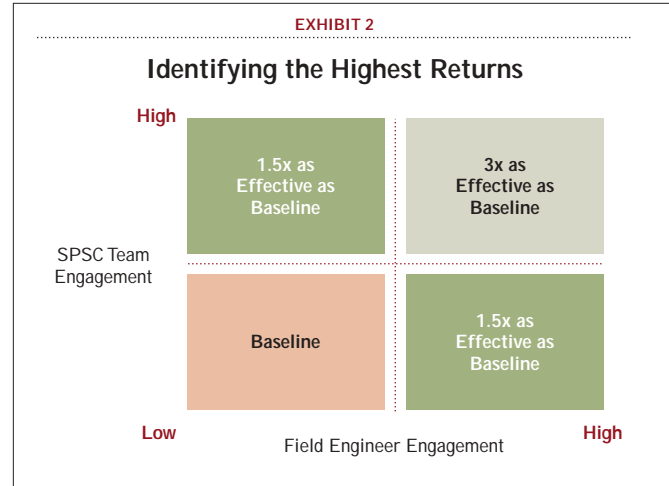 EXHIBIT 2
Identifying the Highest Returns
High
1.5x as
Effective as
Baseline
3x as
Effective as
Baseline
SPSC Team
Engagement
Baseline
1.5x as
Effective as
Baseline
Low
Field Engineer Engagement
High